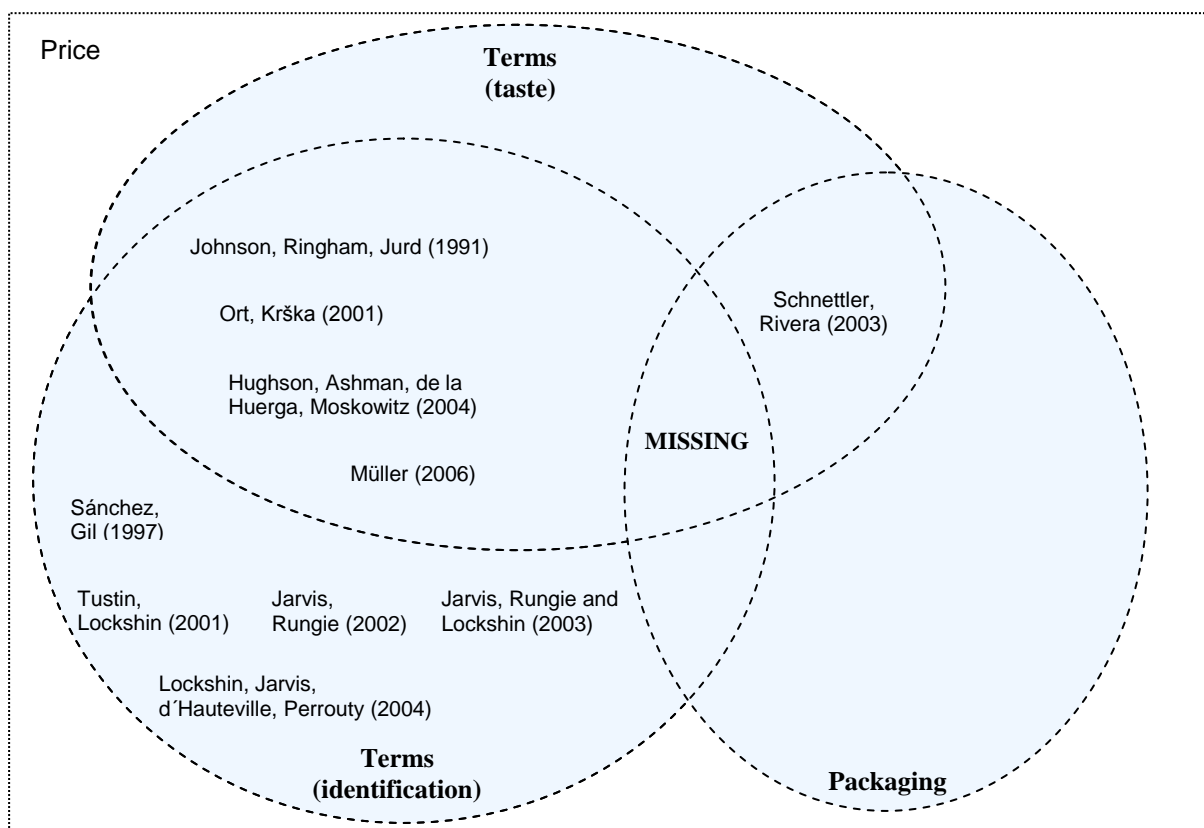 Price
Terms
(taste)
Johnson, Ringham, Jurd (1991)
Ort, Krška (2001)
Schnettler,
Rivera (2003)
Hughson, Ashman, de la
Huerga, Moskowitz (2004)
MISSING
Müller (2006)
Sánchez,
Gil (1997)
Tustin,
Lockshin (2001)
Jarvis,
Rungie (2002)
Jarvis, Rungie and
Lockshin (2003)
Lockshin, Jarvis,
d´Hauteville, Perrouty (2004)
Terms
(identification)
Packaging